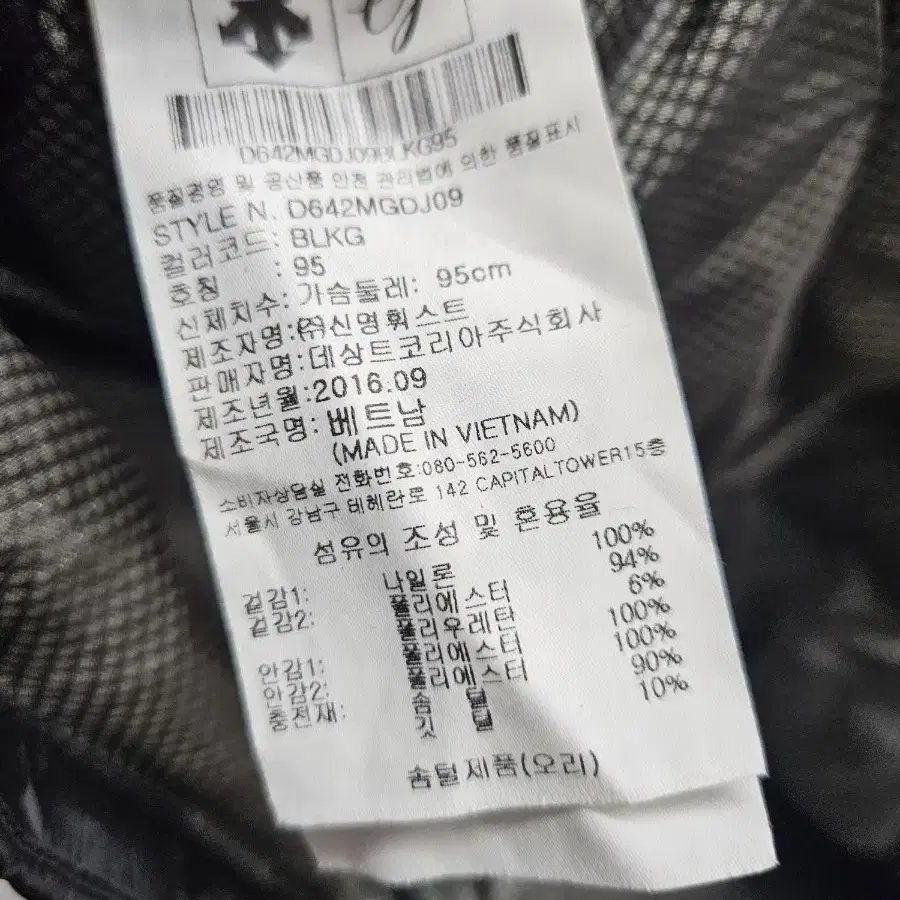 D642MGDJ09BLKG95
품질경영 및 공산품 안전 관리법에 의한 품질표시
STYLE N. D642MGDJ09
컬러코드: BLKG
호칭 : 95
신체치수: 가슴둘레: 95cm
제조자명:㈜신명휘스트
판매자명:데상트코리아주식회사
제조년월:2016.09
제조국명: 베트남
(MADE IN VIETNAM)
소비자상담실 전화번호:080-562-5600
서울시 강남구 테헤란로 142 CAPITALTOWER15층
섬유의 조성 및 혼용율
겉감1: 나일론 100%
겉감2: 폴리에스터 94%
폴리우레탄 6%
안감1: 폴리에스터 100%
안감2: 폴리에스터 100%
충전재: 솜털 90%
깃털 10%
솜털제품(오리)